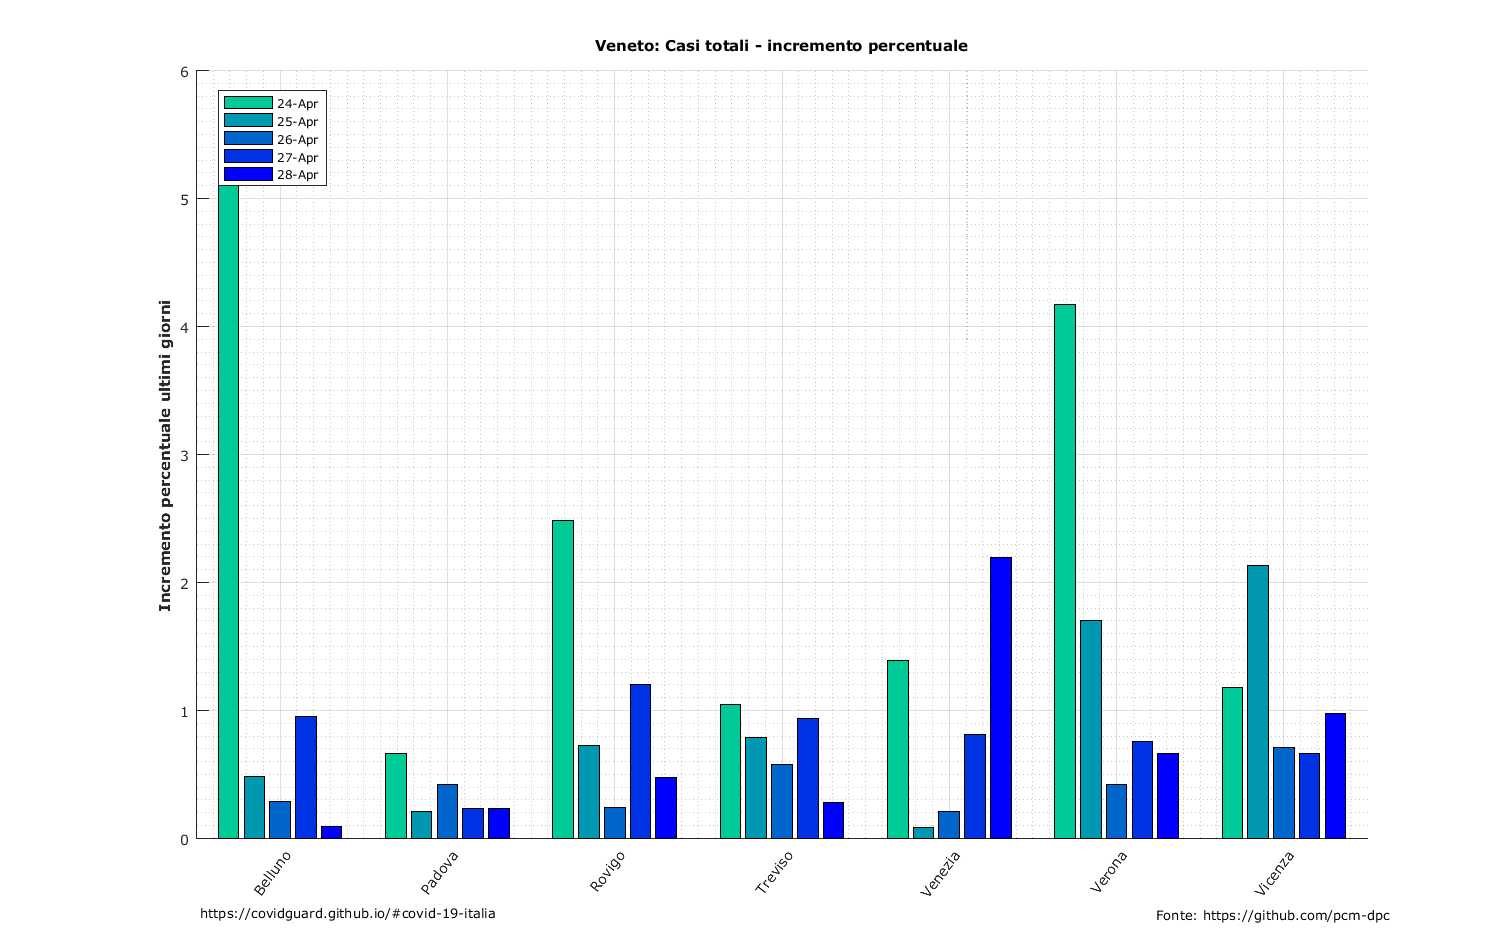 Veneto: Casi totali - incremento percentuale
6
5
4
3
2
1
0
Incremento percentuale ultimi giorni
24-Apr
25-Apr
26-Apr
27-Apr
28-Apr
Belluno
Padova
Rovigo
Treviso
Venezia
Verona
Vicenza
https://covidguard.github.io/#covid-19-italia
Fonte: https://github.com/pcm-dpc